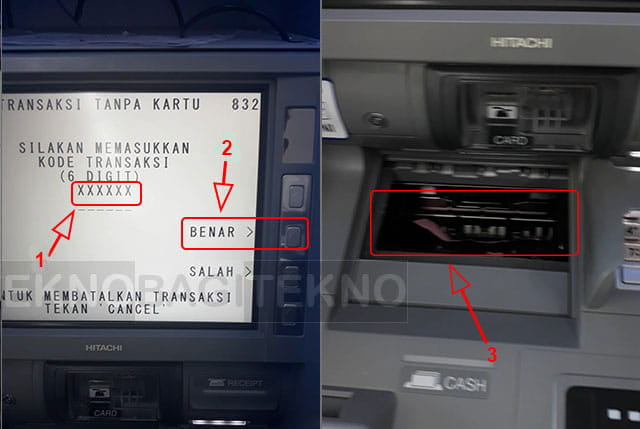 TRANSAKSI TANPA KARTU 832
SILAKAN MEMASUKKAN
KODE TRANSAKSI
(6 DIGIT)
XXXXXX
------
1
2
BENAR >
SALAH >
TEKNOBAGITEKNO
NTUK MEMBATALKAN TRANSAKSI
TEKAN 'CANCEL'
HITACHI
RECEIPT
CARD
HITACHI
CARD
3
CASH